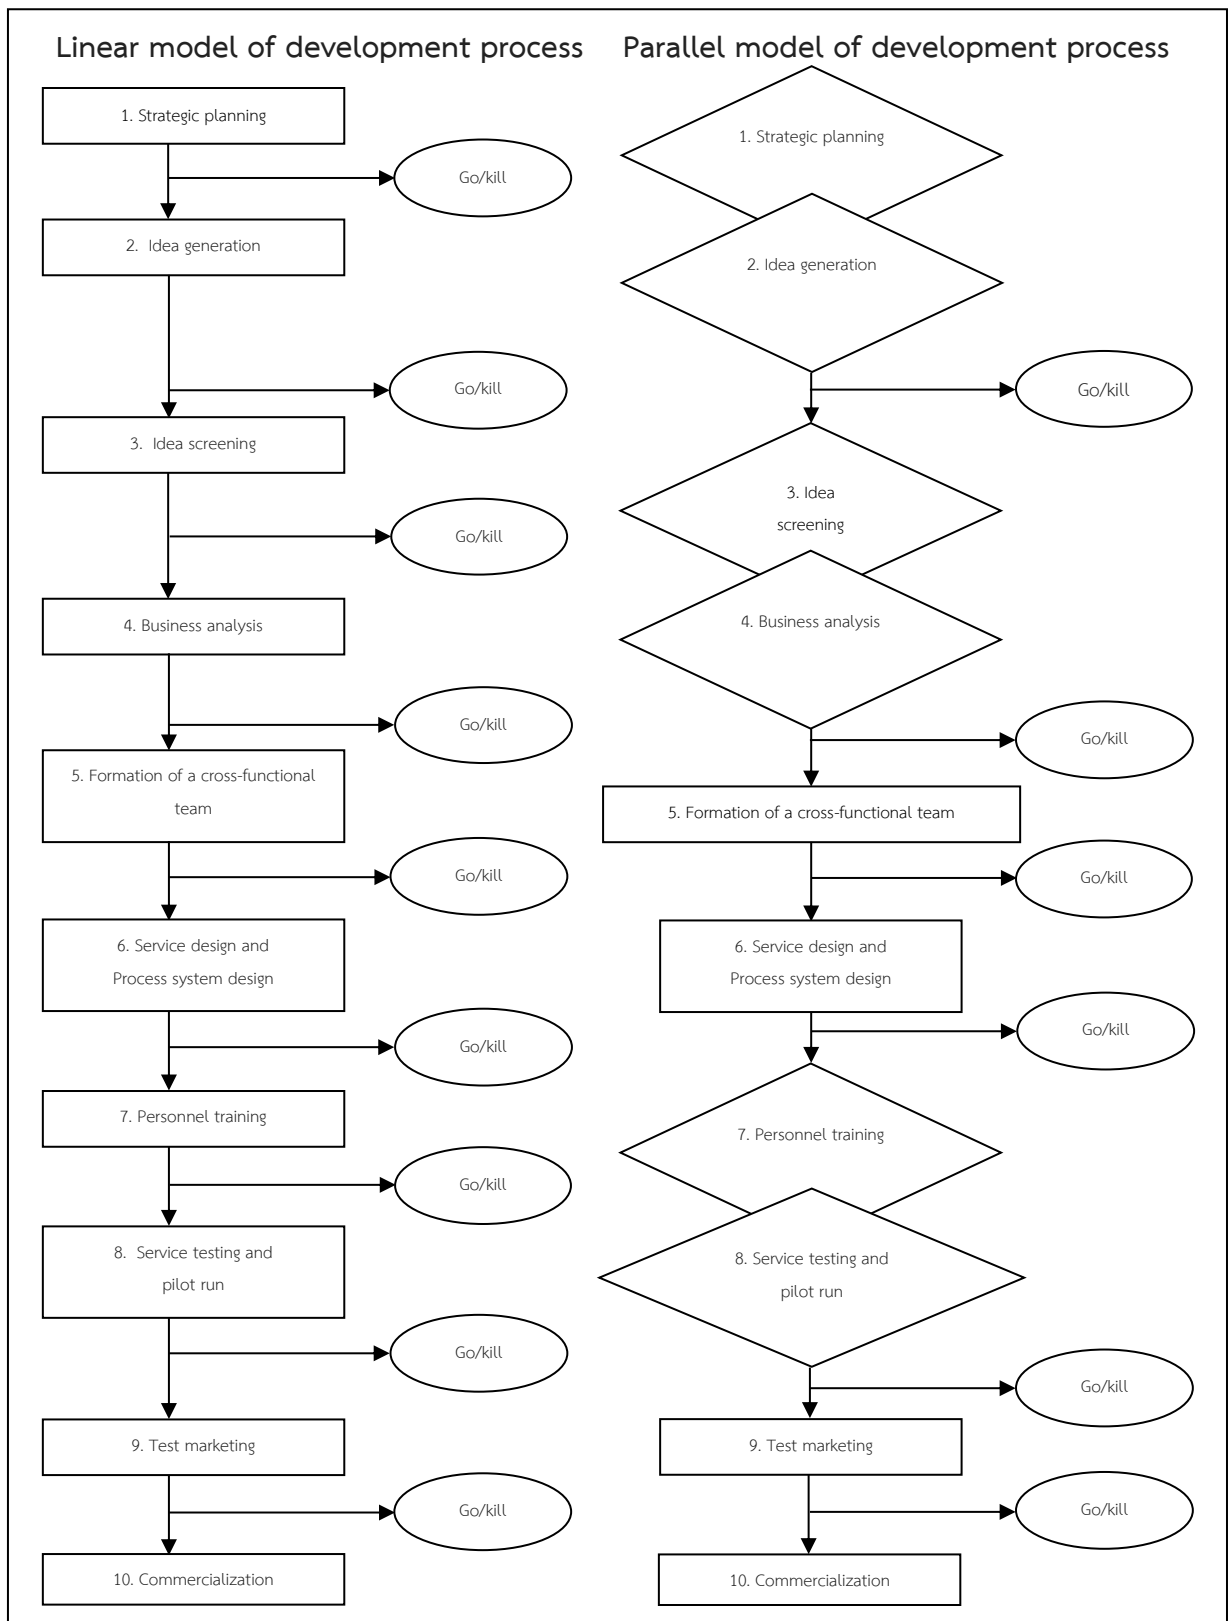 Linear model of development process
1. Strategic planning
Go/kill
2. Idea generation
Go/kill
3. Idea screening
Go/kill
4. Business analysis
Go/kill
5. Formation of a cross-functional
team
Go/kill
6. Service design and
Process system design
Go/kill
7. Personnel training
Go/kill
8. Service testing and
pilot run
Go/kill
9. Test marketing
Go/kill
10. Commercialization
Parallel model of development process
1. Strategic planning
2. Idea generation
Go/kill
3. Idea
screening
4. Business analysis
Go/kill
5. Formation of a cross-functional team
Go/kill
6. Service design and
Process system design
Go/kill
7. Personnel training
8. Service testing and
pilot run
Go/kill
9. Test marketing
Go/kill
10. Commercialization